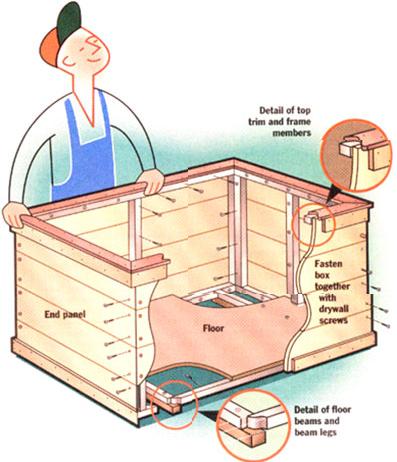 Detail of top
trim and frame
members
Fasten
box
together
with
drywall
screws
End panel
Floor
Detail of floor
beams and
beam legs